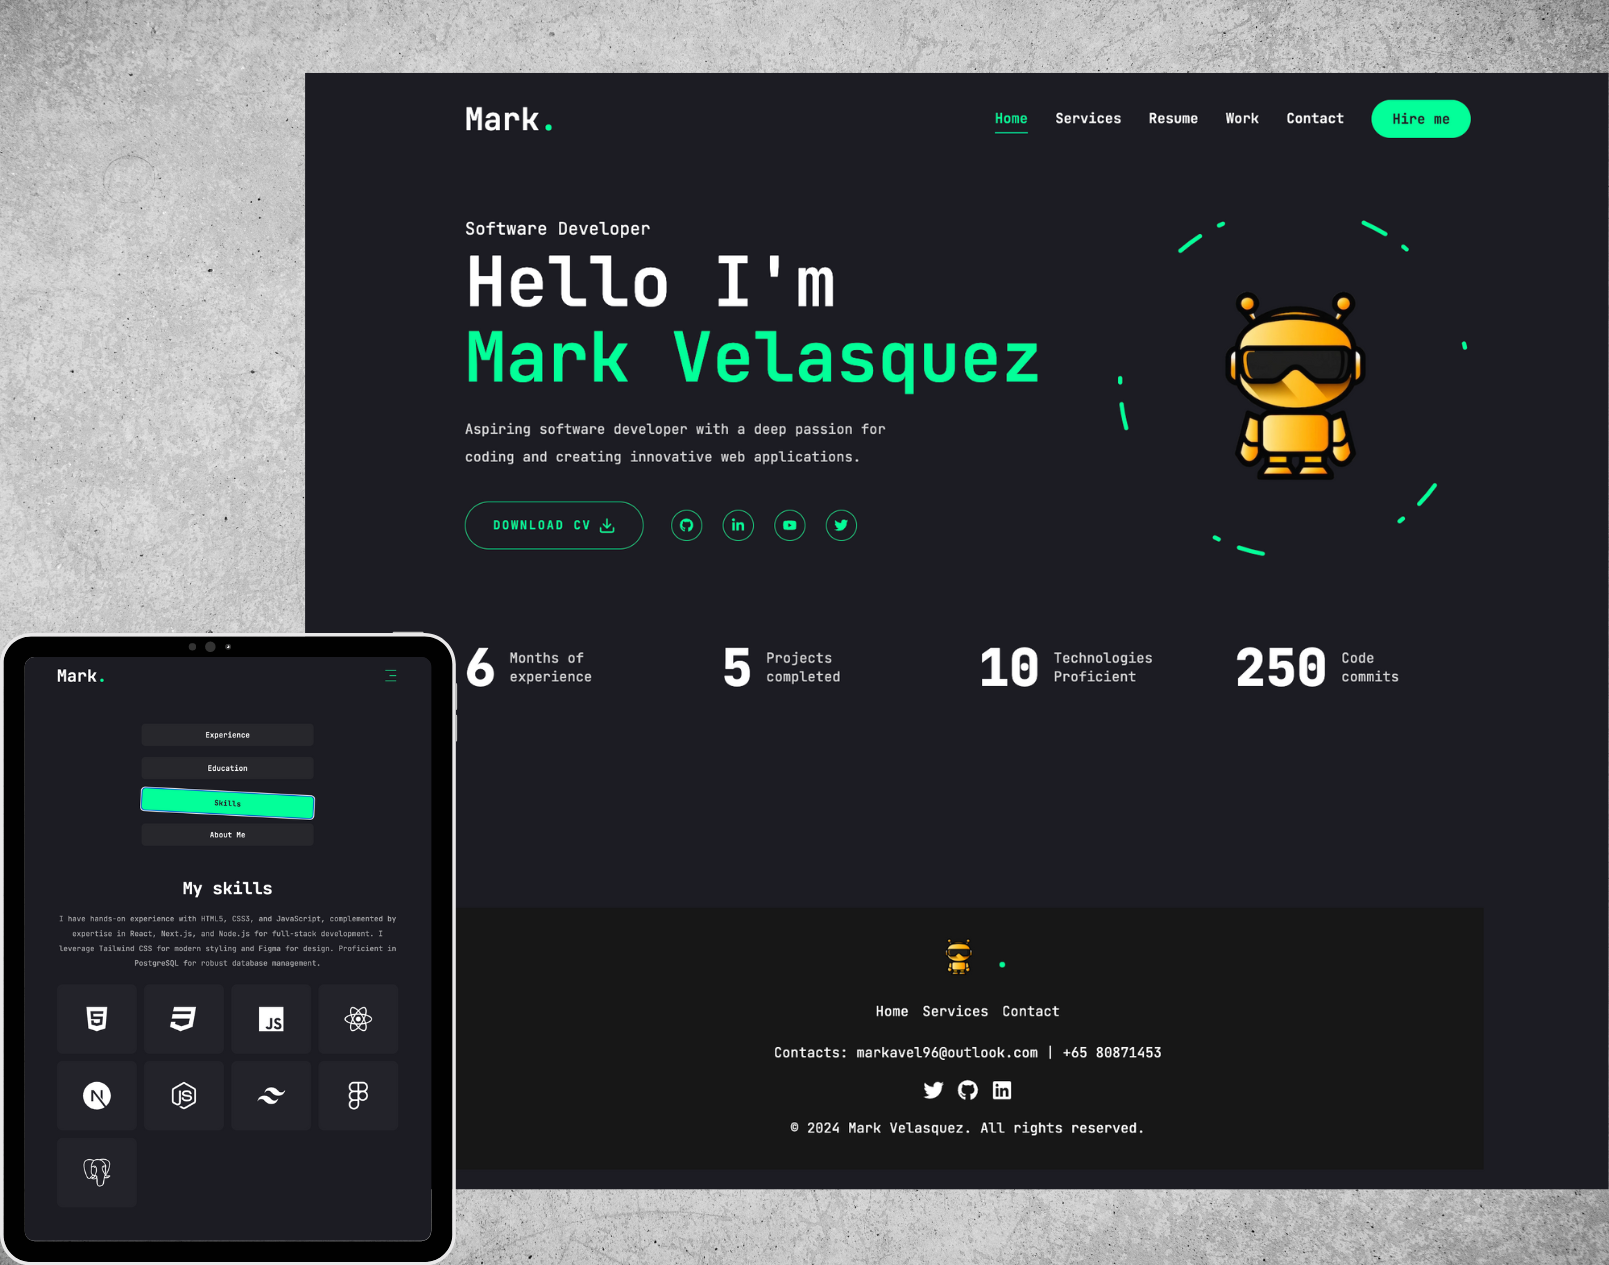 Mark.
Home Services Resume Work Contact Hire me
Software Developer
Hello I'm
Mark Velasquez
Aspiring software developer with a deep passion for
coding and creating innovative web applications.
DOWNLOAD CV
6 Months of
experience
5 Projects
completed
10 Technologies
Proficient
250 Code
commits
Home Services Contact
Contacts: markavel96@outlook.com | +65 80871453
© 2024 Mark Velasquez. All rights reserved.
Mark.
Experience
Education
Skills
About Me
My skills
I have hands-on experience with HTML5, CSS3, and JavaScript, complemented by
expertise in React, Next.js, and Node.js for full-stack development. I
leverage Tailwind CSS for modern styling and Figma for design. Proficient in
PostgreSQL for robust database management.